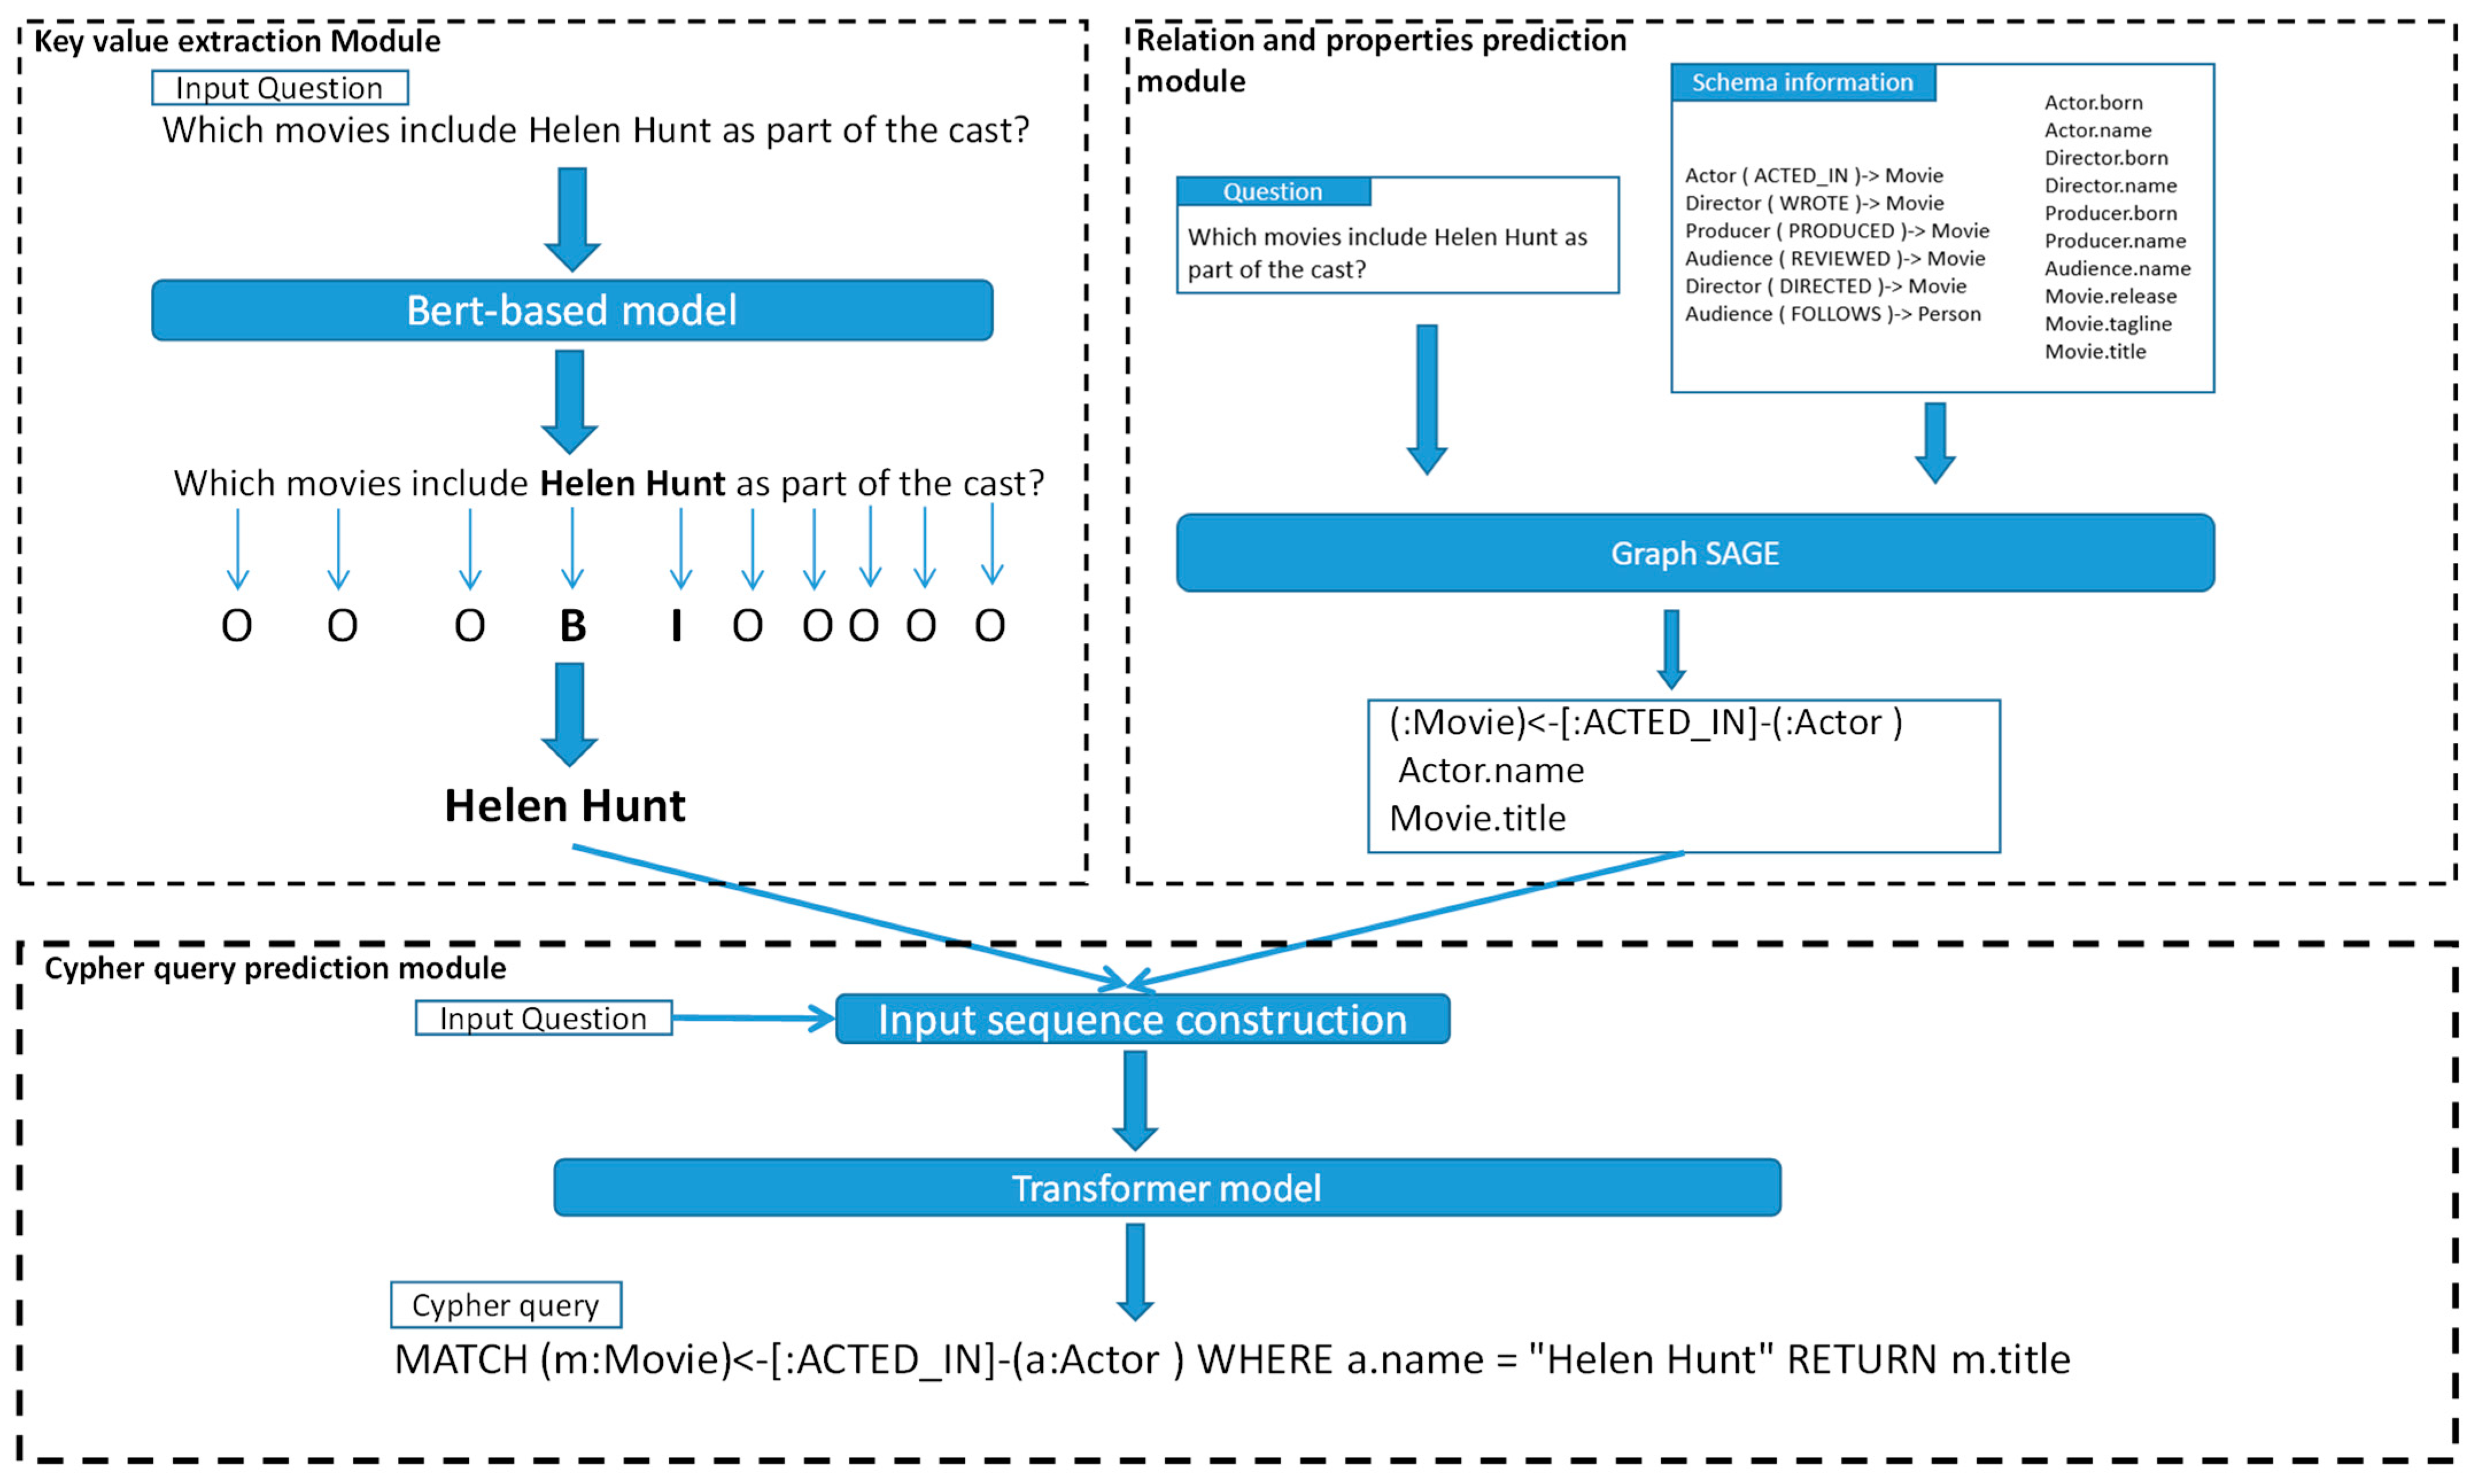 Key value extraction Module
Input Question
Which movies include Helen Hunt as part of the cast?
Bert-based model
Which movies include Helen Hunt as part of the cast?
O O O B I O O O O O
Helen Hunt
Relation and properties prediction
module
Question
Which movies include Helen Hunt as
part of the cast?
Schema information
Actor ( ACTED_IN )-> Movie
Director ( WROTE )-> Movie
Producer ( PRODUCED )-> Movie
Audience ( REVIEWED )-> Movie
Director ( DIRECTED )-> Movie
Audience ( FOLLOWS )-> Person
Actor.born
Actor.name
Director.born
Director.name
Producer.born
Producer.name
Audience.name
Movie.release
Movie.tagline
Movie.title
Graph SAGE
(:Movie)<-[:ACTED_IN]-(:Actor )
Actor.name
Movie.title
Cypher query prediction module
Input Question
Input sequence construction
Transformer model
Cypher query
MATCH (m:Movie)<-[:ACTED_IN]-(a:Actor ) WHERE a.name = "Helen Hunt" RETURN m.title